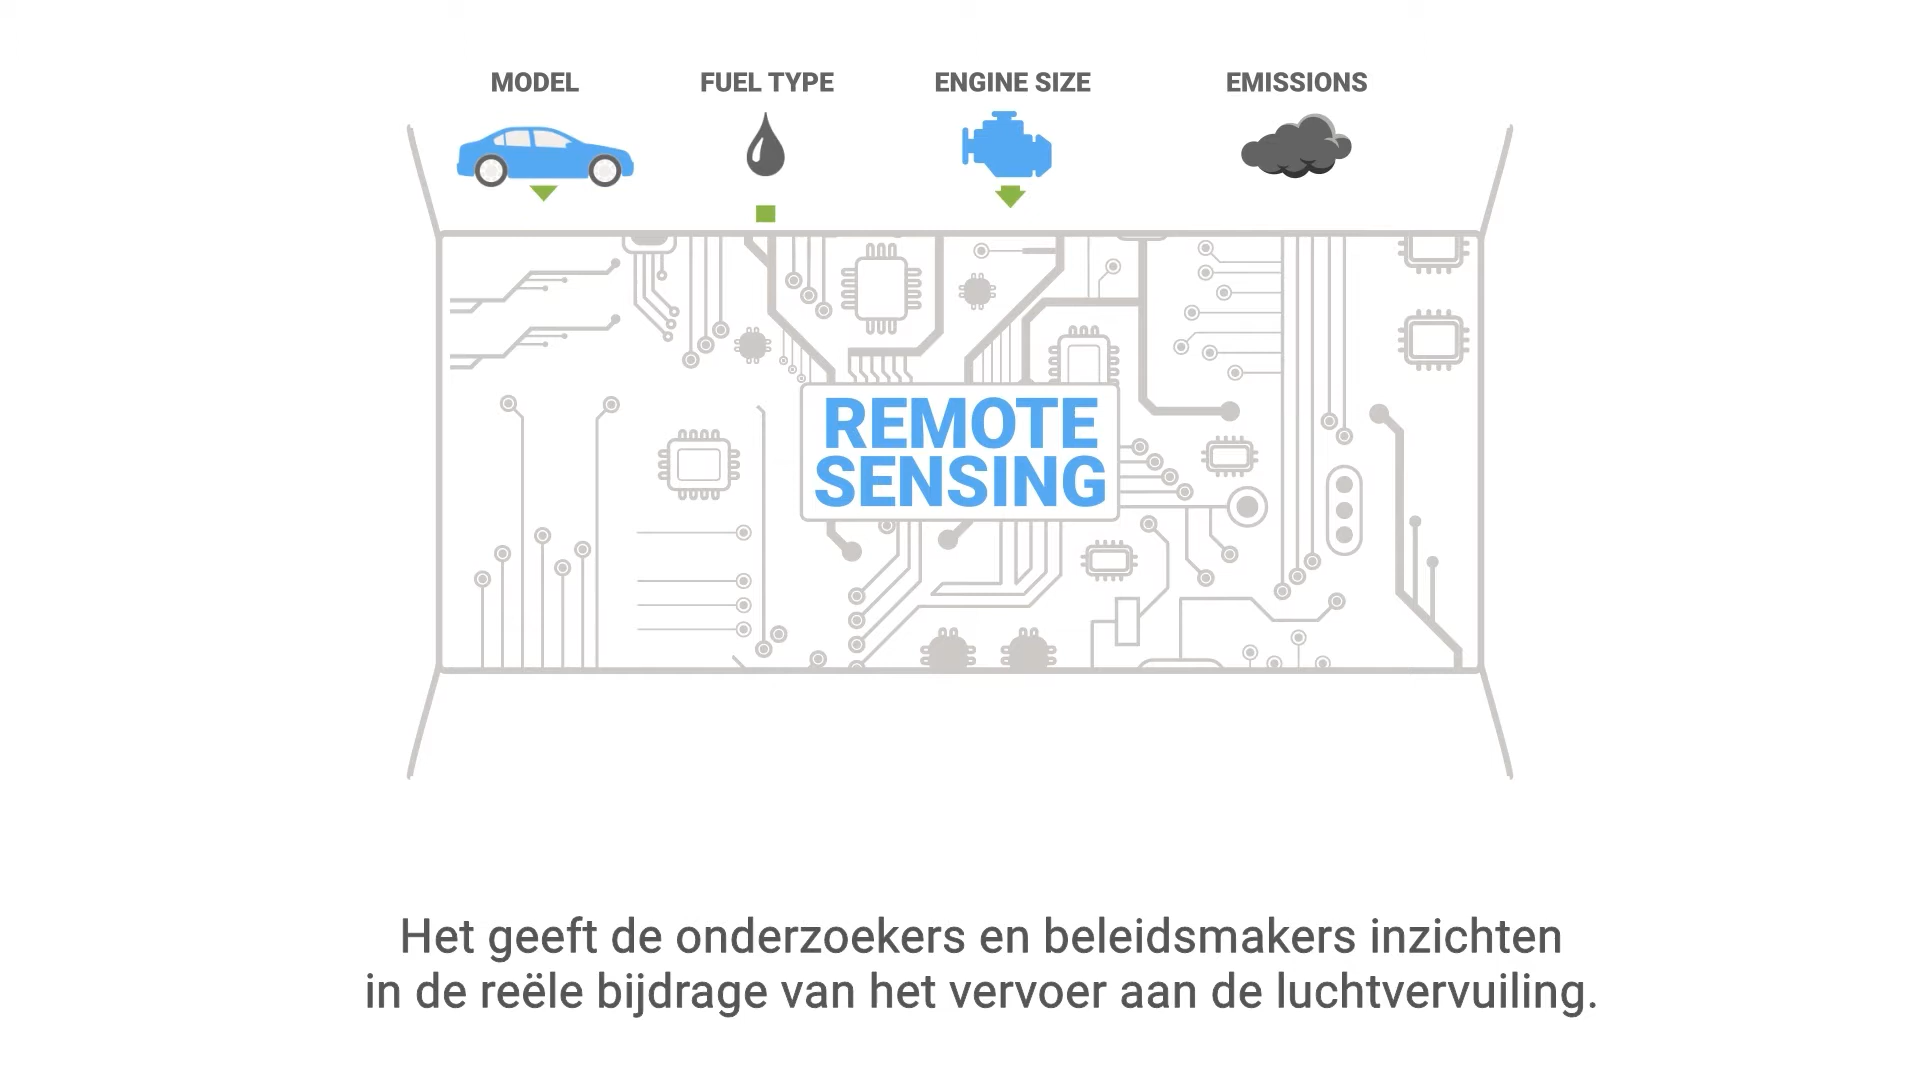 MODEL
FUEL TYPE
ENGINE SIZE
EMISSIONS
REMOTE
SENSING
Het geeft de onderzoekers en beleidsmakers inzichten
in de reële bijdrage van het vervoer aan de luchtvervuiling.